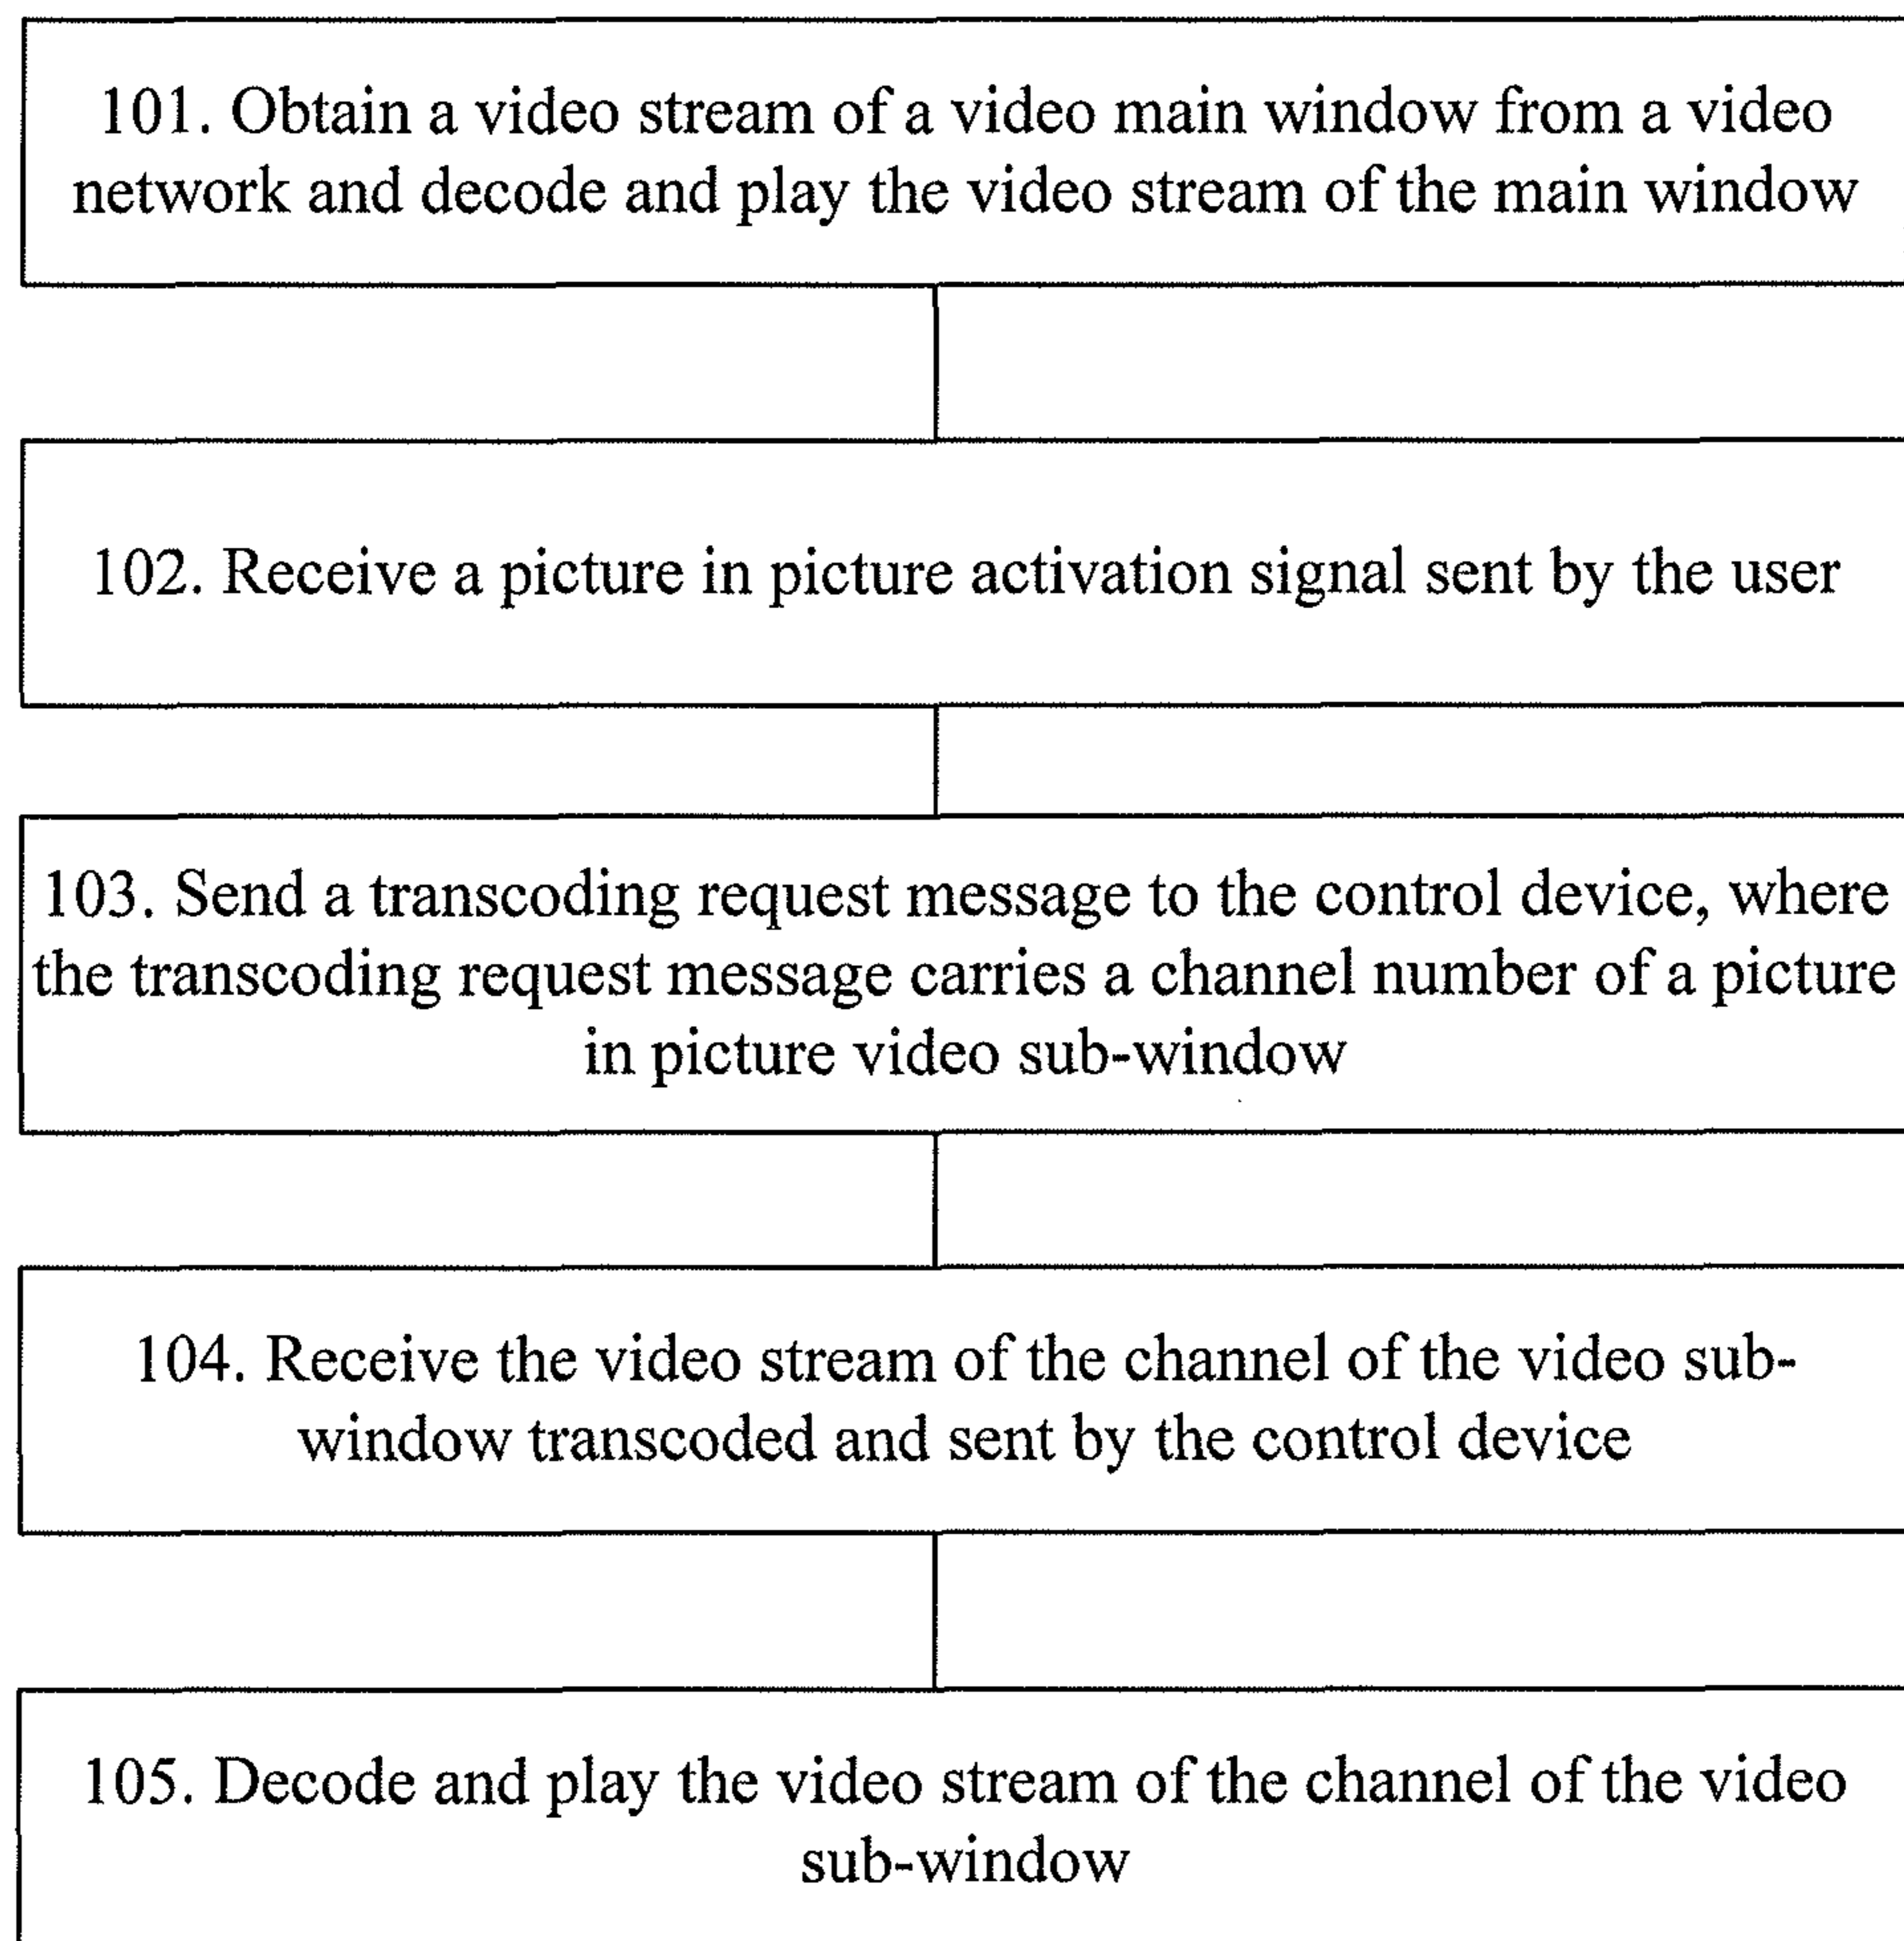 101. Obtain a video stream of a video main window from a video
network and decode and play the video stream of the main window
102. Receive a picture in picture activation signal sent by the user
103. Send a transcoding request message to the control device, where
the transcoding request message carries a channel number of a picture
in picture video sub-window
104. Receive the video stream of the channel of the video sub-
window transcoded and sent by the control device
105. Decode and play the video stream of the channel of the video
sub-window